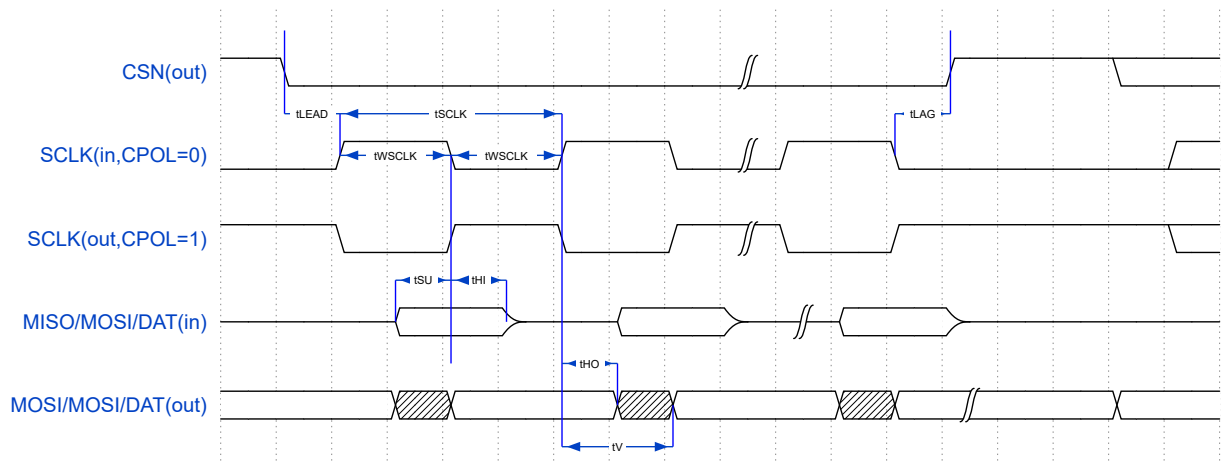 CSN(out)
tLEAD tSCLK tLAG
SCLK(in,CPOL=0)
tWSCLK tWSCLK
SCLK(out,CPOL=1)
tSU tHI
MISO/MOSI/DAT(in)
tHO
MOSI/MOSI/DAT(out)
tV